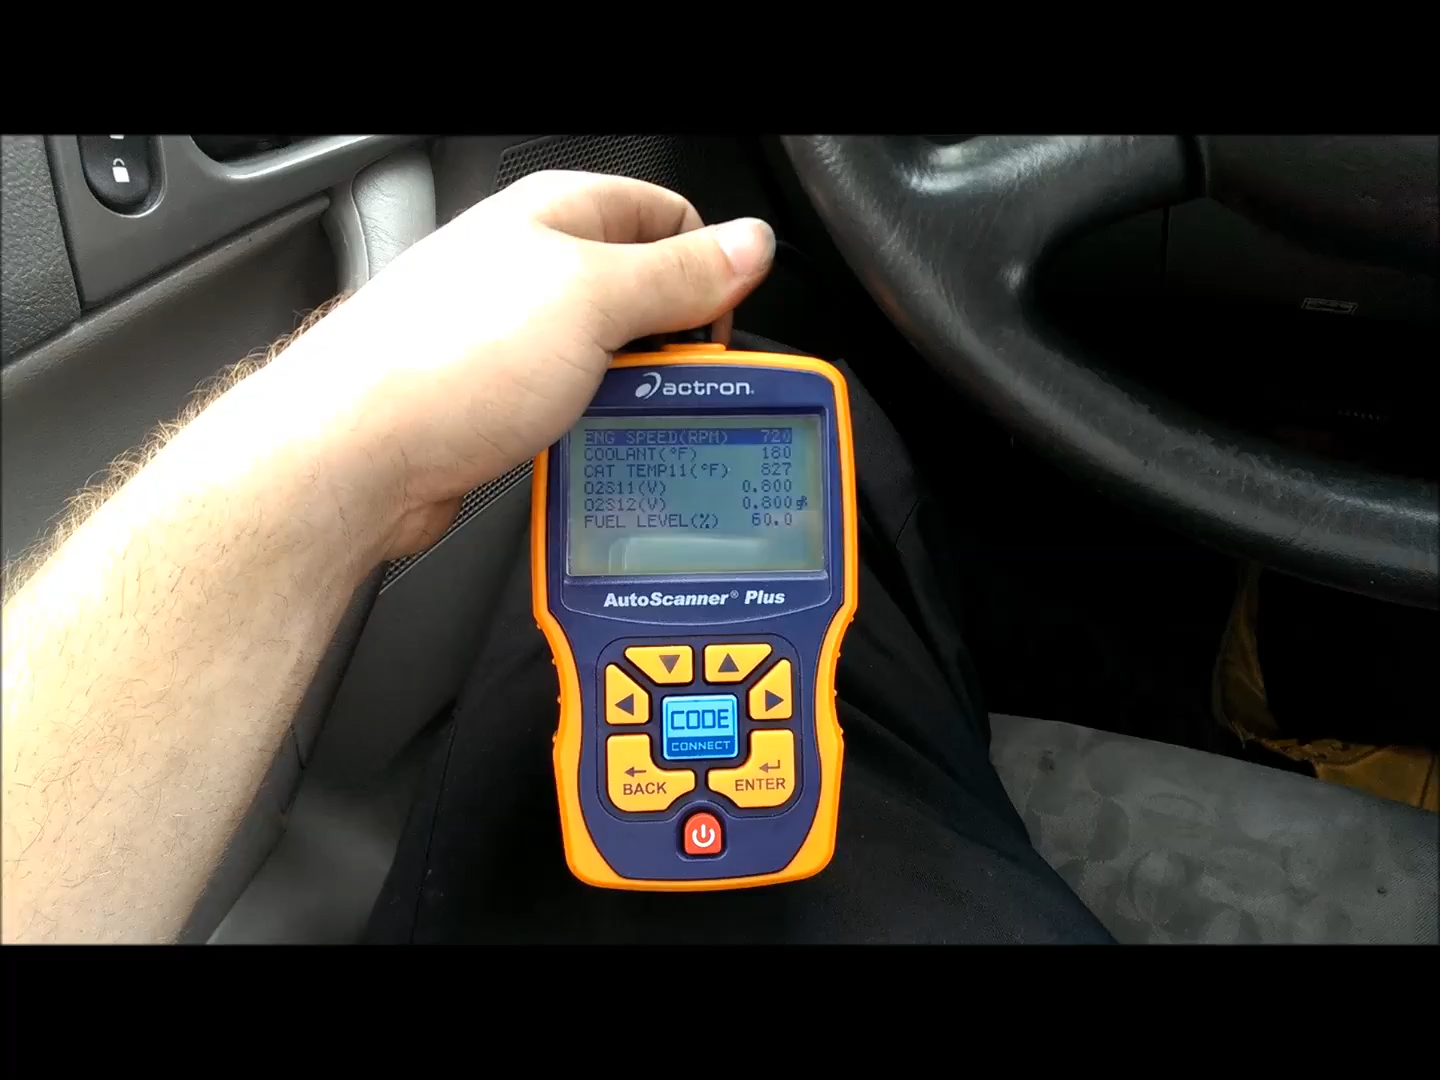 actron
ENG SPEED(RPM) 720
COOLANT(°F) 180
CAT TEMP11(°F) 827
O2S11(V) 0.800
O2S12(V) 0.800
FUEL LEVEL(%) 60.0
AutoScanner® Plus
CODE
CONNECT
BACK
ENTER